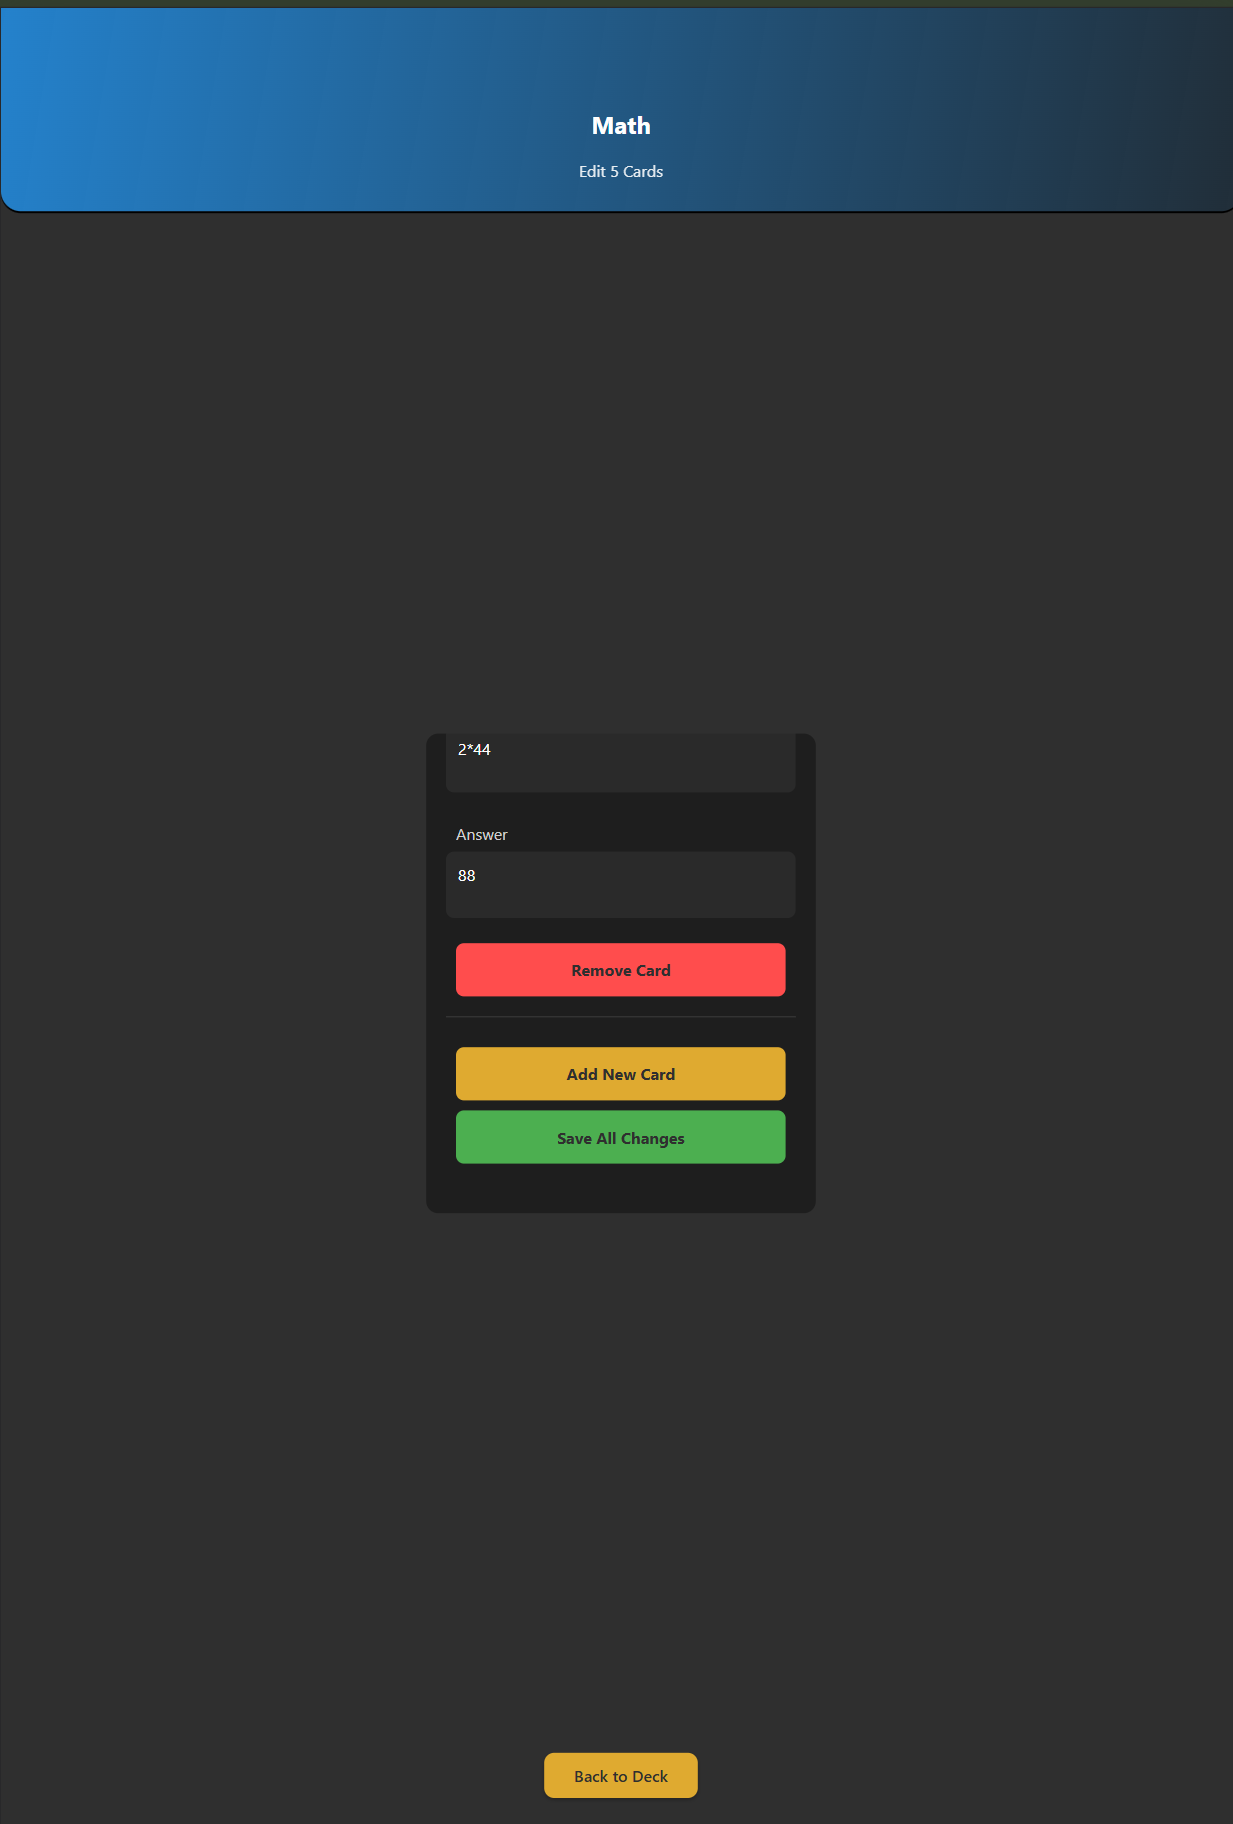 Math
Edit 5 Cards
2*44
Answer
88
Remove Card
Add New Card
Save All Changes
Back to Deck